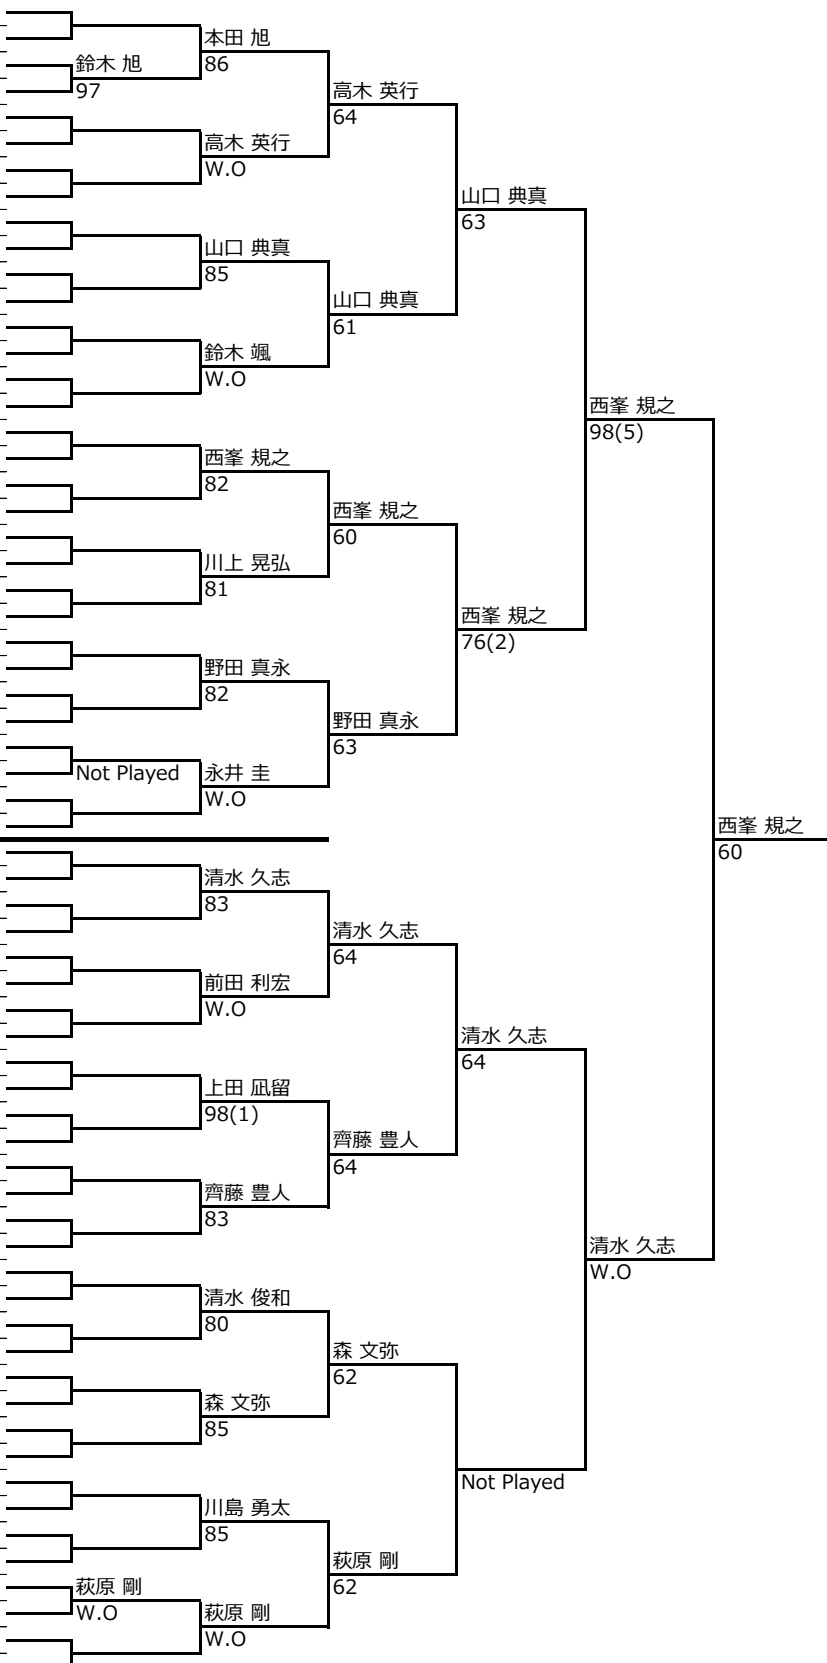 本田 旭
鈴木 旭
86
97
高木 英行
64
高木 英行
W.O
山口 典真
63
山口 典真
85
山口 典真
61
鈴木 颯
W.O
西峯 規之
98(5)
西峯 規之
82
西峯 規之
60
川上 晃弘
81
西峯 規之
76(2)
野田 真永
82
野田 真永
63
Not Played
永井 圭
W.O
西峯 規之
60
清水 久志
83
清水 久志
64
前田 利宏
W.O
清水 久志
64
上田 凪留
98(1)
齊藤 豊人
64
齊藤 豊人
83
清水 久志
W.O
清水 俊和
80
森 文弥
62
森 文弥
85
Not Played
川島 勇太
85
萩原 剛
62
萩原 剛
W.O
萩原 剛
W.O